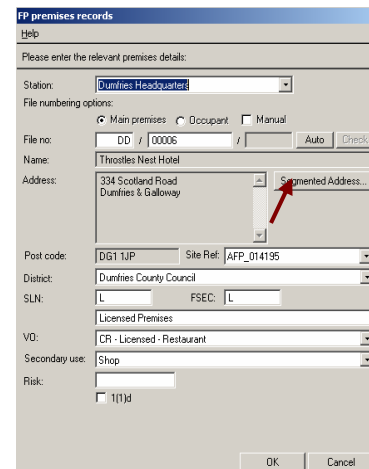 FP premises records
Help
Please enter the relevant premises details:
Station: Dumfries Headquarters
File numbering options:
Main premises Occupant Manual
File no: DD / 00006 / Auto Check
Name: Throstles Nest Hotel
Address: 334 Scotland Road Segmented Address...
Dumfries & Galloway
Post code: DG1 1JP Site Ref: AFP_014195
District: Dumfries County Council
SLN: L FSEC: L
Licensed Premises
VO: CR - Licensed - Restaurant
Secondary use: Shop
Risk:
1(1)d
OK Cancel